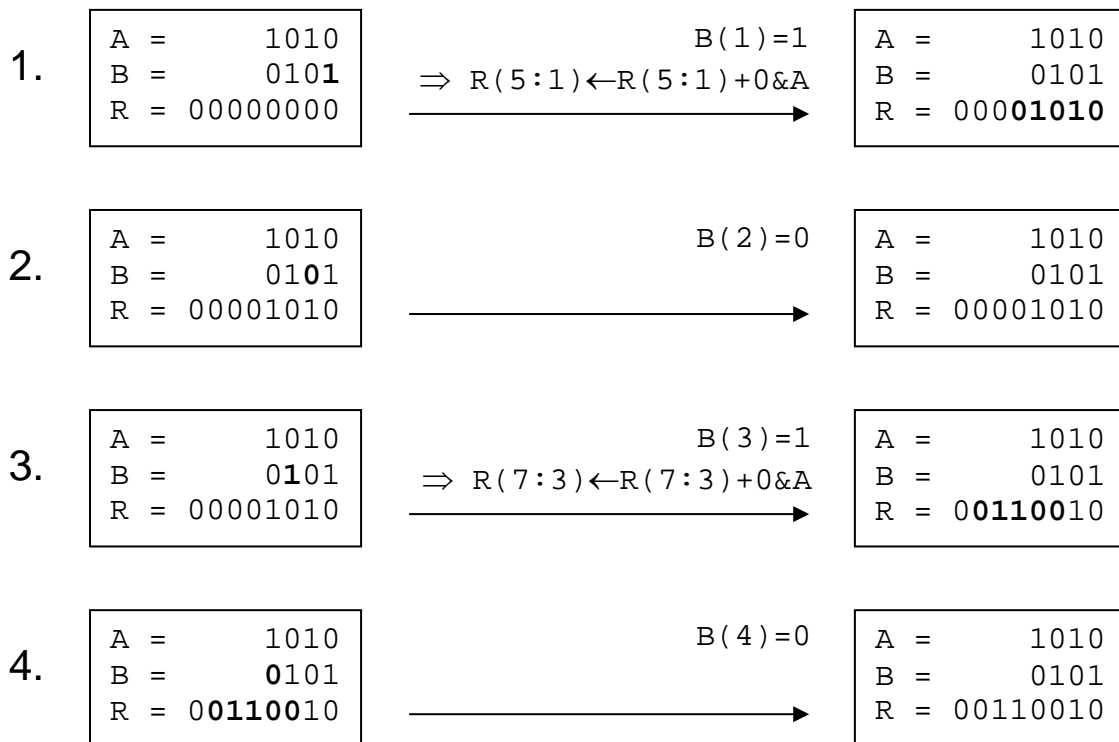 1.
A =     1010
B =     0101
R = 00000000
B(1)=1
⇒ R(5:1)←R(5:1)+0&A
A =     1010
B =     0101
R = 00001010
2.
A =     1010
B =     0101
R = 00001010
B(2)=0
A =     1010
B =     0101
R = 00001010
3.
A =     1010
B =     0101
R = 00001010
B(3)=1
⇒ R(7:3)←R(7:3)+0&A
A =     1010
B =     0101
R = 00110010
4.
A =     1010
B =     0101
R = 00110010
B(4)=0
A =     1010
B =     0101
R = 00110010